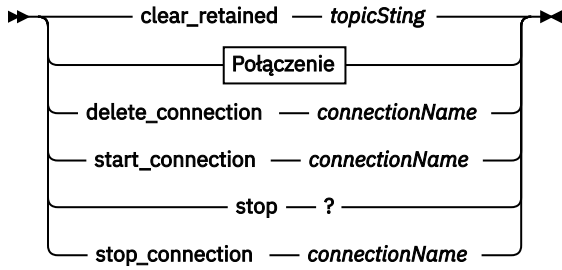 clear_retained topicSting
Połączenie
delete_connection connectionName
start_connection connectionName
stop ?
stop_connection connectionName